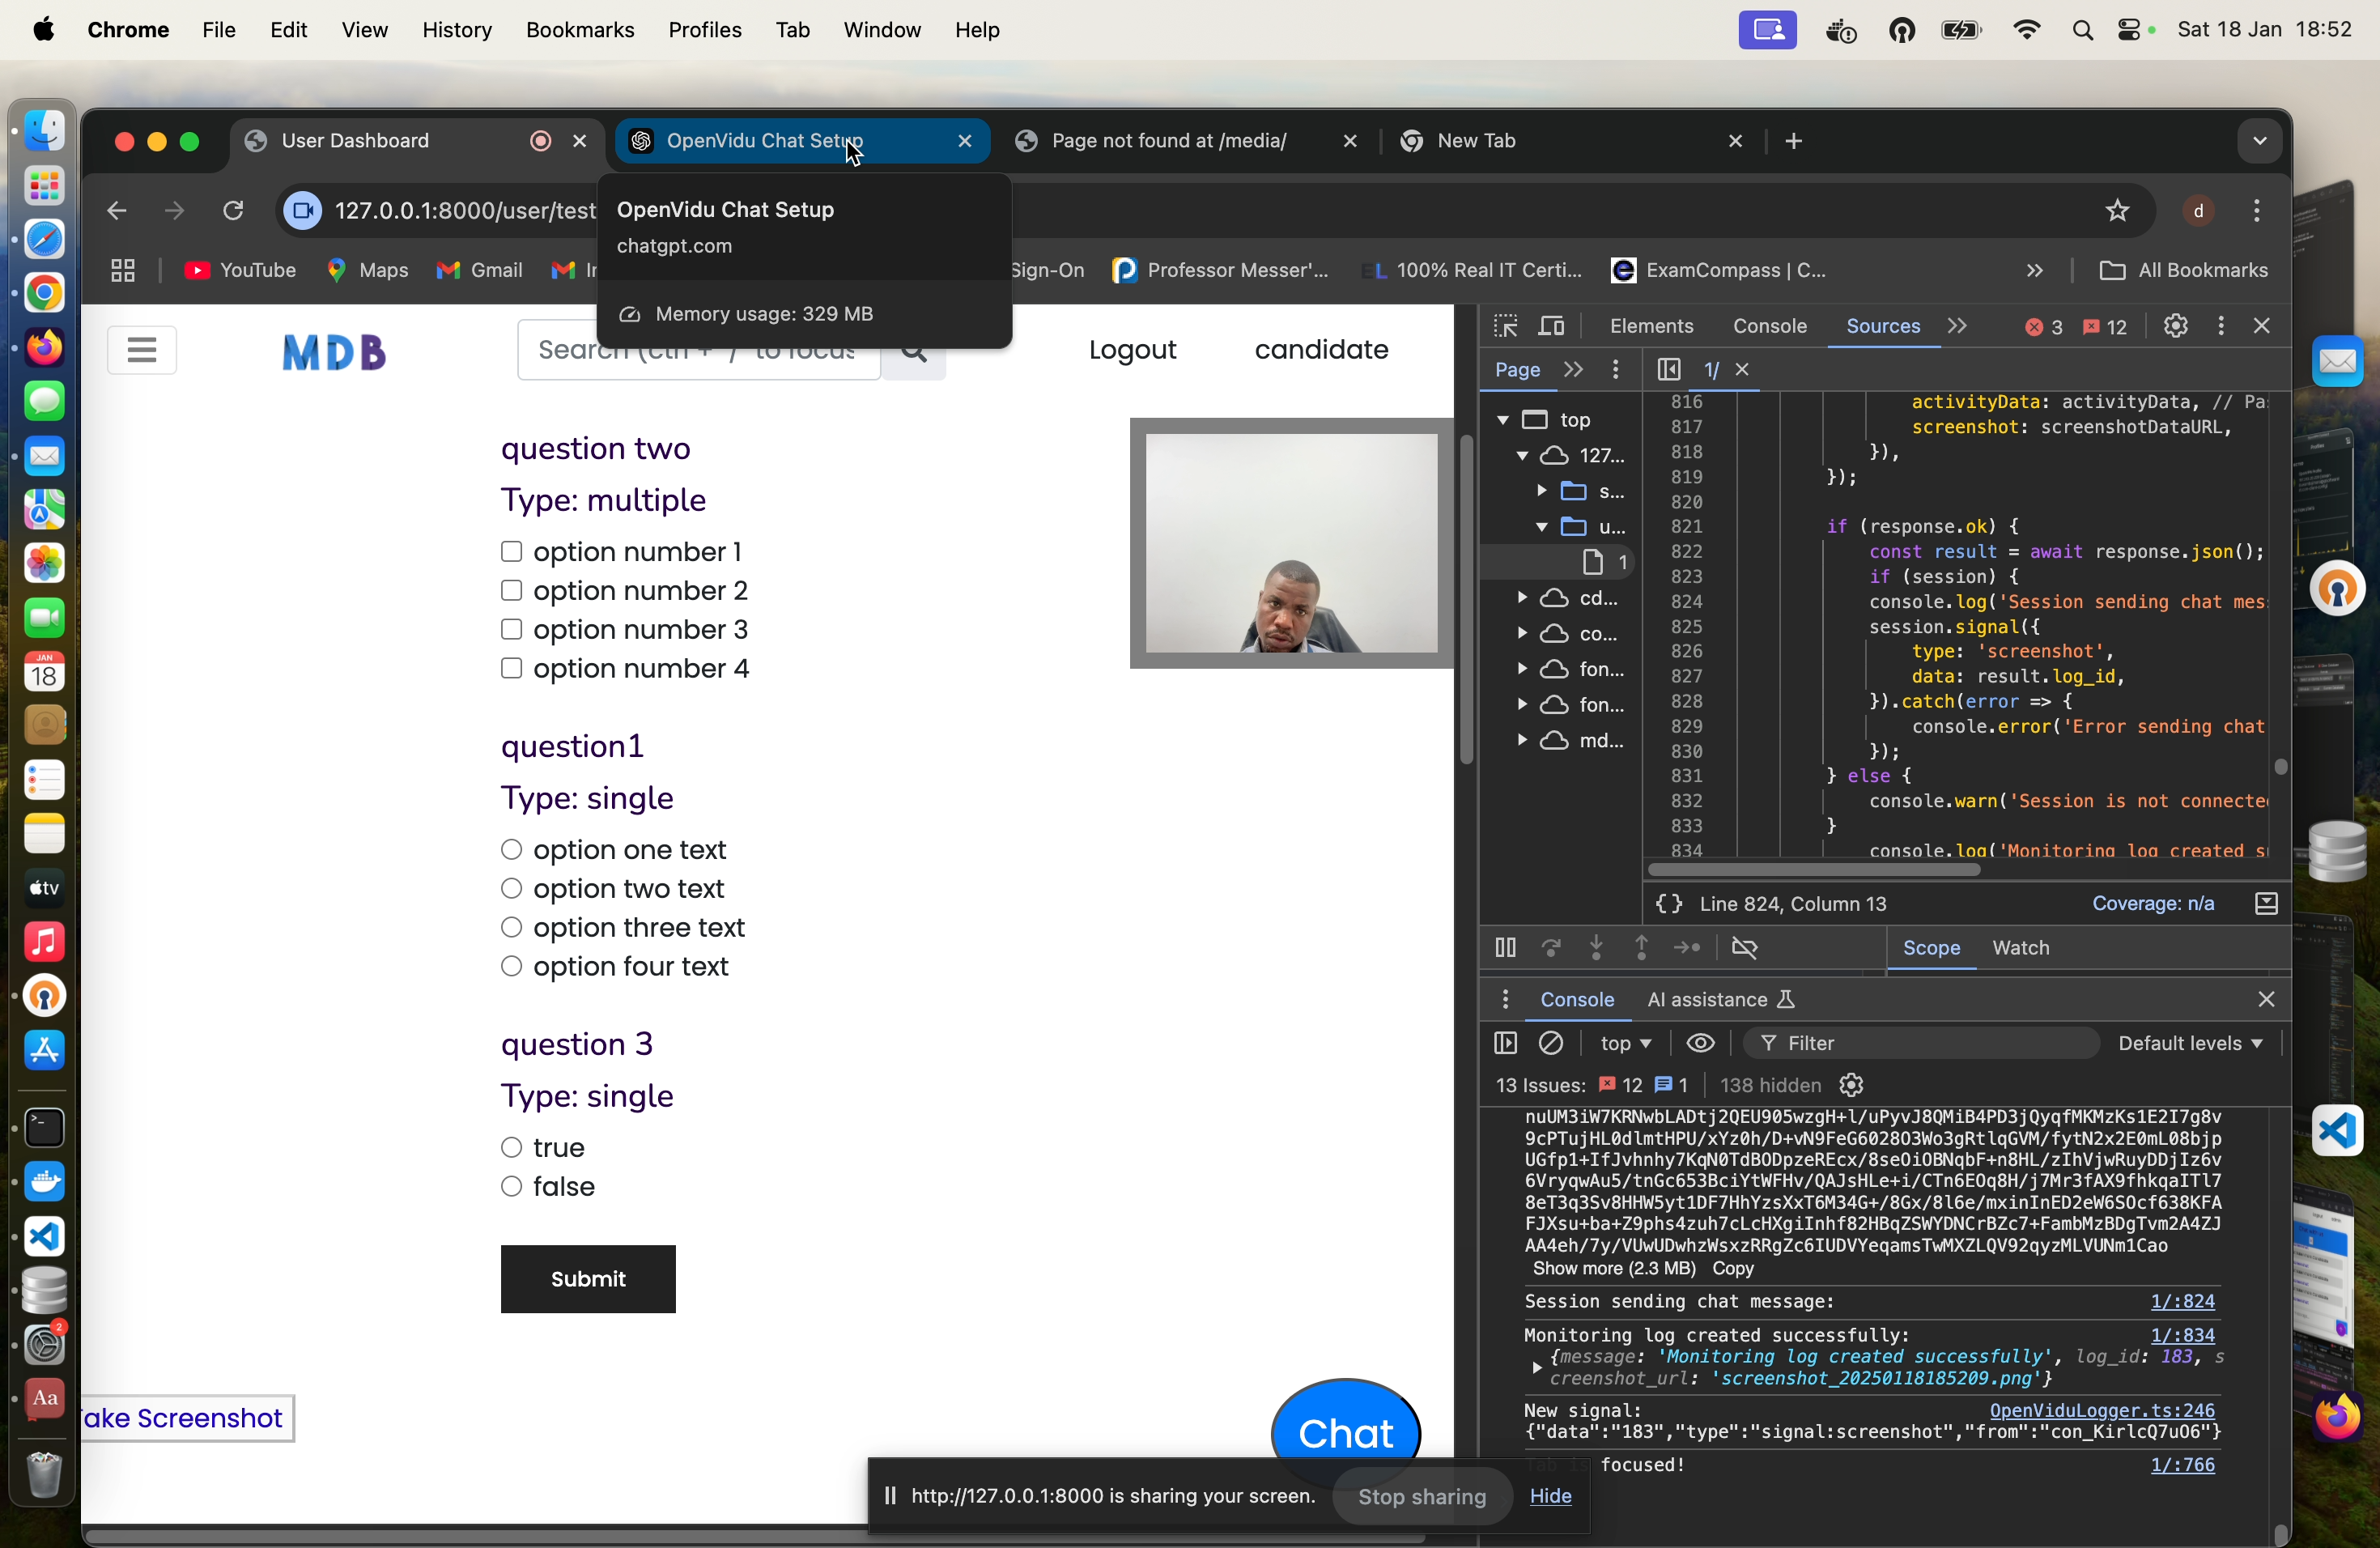 Chrome File Edit View History Bookmarks Profiles Tab Window Help Sat 18 Jan 18:52
User Dashboard OpenVidu Chat Setup Page not found at /media/ New Tab
127.0.0.1:8000/user/test d
OpenVidu Chat Setup
chatgpt.com
Memory usage: 329 MB
YouTube Maps Gmail Sign-On Professor Messer'... 100% Real IT Certi... ExamCompass | C... All Bookmarks
MDB Search (ctrl + "/" to focus Logout candidate
question two
Type: multiple
option number 1
option number 2
option number 3
option number 4
question1
Type: single
option one text
option two text
option three text
option four text
question 3
Type: single
true
false
Submit
Take Screenshot
Chat
http://127.0.0.1:8000 is sharing your screen. Stop sharing Hide
Elements Console Sources 3 12
Page 1/
top
127...
s...
u...
1
cd...
co...
fon...
fon...
md...
816 activityData: activityData, // Pa
817 screenshot: screenshotDataURL,
818 }),
819 });
820
821 if (response.ok) {
822 const result = await response.json();
823 if (session) {
824 console.log('Session sending chat mes
825 session.signal({
826 type: 'screenshot',
827 data: result.log_id,
828 }).catch(error => {
829 console.error('Error sending chat
830 });
831 } else {
832 console.warn('Session is not connecte
833 }
834 console.log('Monitoring log created s
{} Line 824, Column 13 Coverage: n/a
Scope Watch
Console AI assistance
top Filter Default levels
13 Issues: 12 1 138 hidden
nuUM3iW7KRNwbLADtj2QEU905wzgH+l/uPyvJ8QMiB4PD3jQyqfMKMzKs1E2I7g8v
9cPTujHL0dlmtHPU/xYz0h/D+vN9FeG6028O3Wo3gRtlqGVM/fytN2x2E0mL08bjp
UGfp1+IfJvhnhy7KqN0TdBODpzeREcx/8seOiOBNqbF+n8HL/zIhVjwRuyDDjIz6v
6VryqwAu5/tnGc653BciYtWFHv/QAJsHLe+i/CTn6EOq8H/j7Mr3fAX9fhkqaITl7
8eT3q3Sv8HHW5yt1DF7HhYzsXxT6M34G+/8Gx/8l6e/mxinInED2eW6SOcf638KFA
FJXsu+ba+Z9phs4zuh7cLcHXgiInhf82HBqZSWYDNCrBZc7+FambMzBDgTvm2A4ZJ
AA4eh/7y/VUwUDwhzWsxzRRgZc6IUDVYeqamsTwMXZLQV92qyzMLVUNm1Cao
Show more (2.3 MB) Copy
Session sending chat message: 1/:824
Monitoring log created successfully: 1/:834
{message: 'Monitoring log created successfully', log_id: 183, s
creenshot_url: 'screenshot_20250118185209.png'}
New signal: OpenViduLogger.ts:246
{"data":"183","type":"signal:screenshot","from":"con_KirlcQ7uO6"}
focused! 1/:766
JAN
18
tv
2
Aa